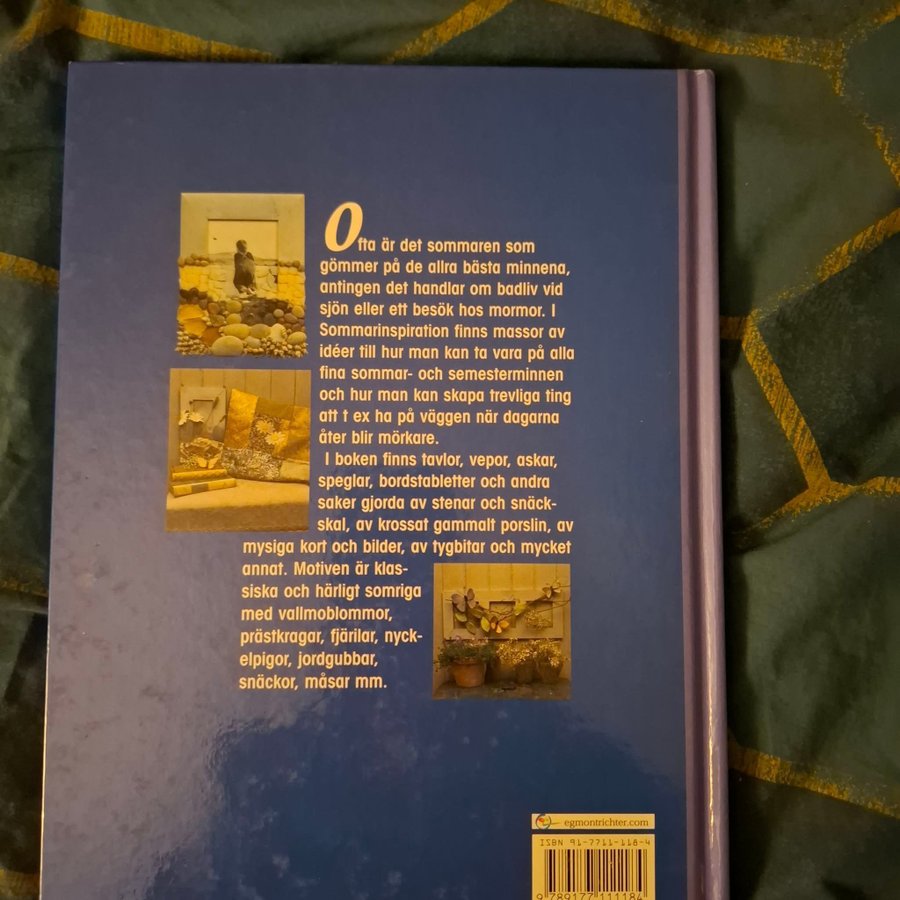 Ofta är det sommaren som
gömmer på de allra bästa minnena,
antingen det handlar om badliv vid
sjön eller ett besök hos mormor. I
Sommarinspiration finns massor av
idéer till hur man kan ta vara på alla
fina sommar- och semesterminnen
och hur man kan skapa trevliga ting
att t ex ha på väggen när dagarna
åter blir mörkare.
I boken finns tavlor, vepor, askar,
speglar, bordstabletter och andra
saker gjorda av stenar och snäck-
skal, av krossat gammalt porslin, av
mysiga kort och bilder, av tygbitar och mycket
annat. Motiven är klas-
siska och härligt somriga
med vallmoblommor,
prästkragar, fjärilar, nyck-
elpigor, jordgubbar,
snäckor, måsar mm.
egmontrichter.com
ISBN 91-7711-118-4
9 789177 111184